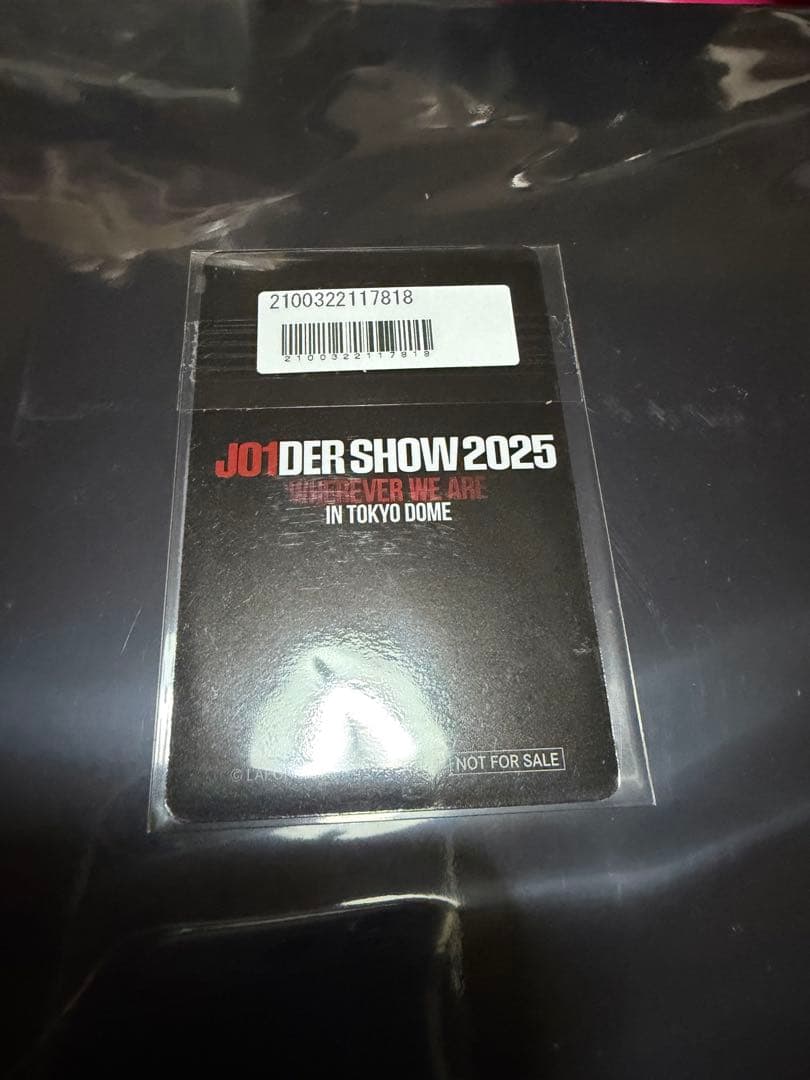 2100322117818
2100322117818
JO1DER SHOW 2025
WHEREVER WE ARE
IN TOKYO DOME
©
NOT FOR SALE